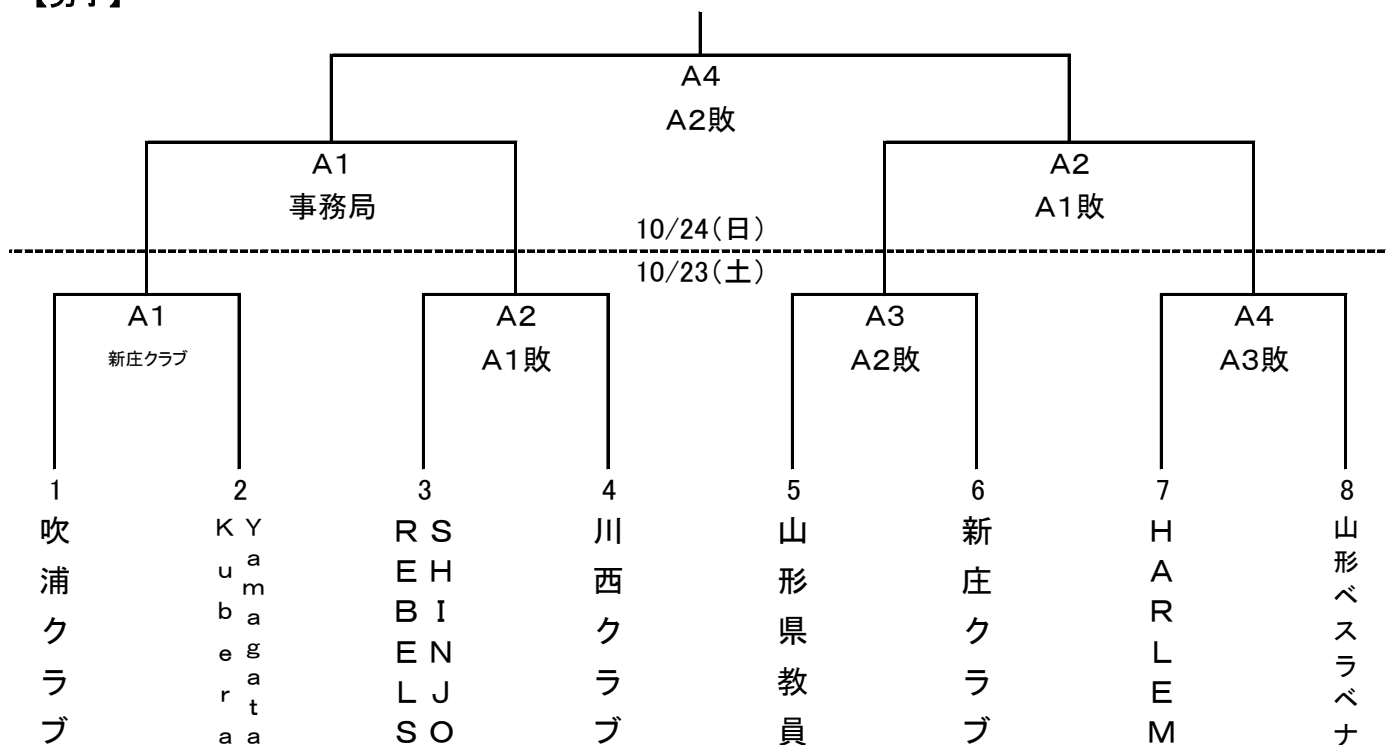 【男子】
A4
A2敗
A1
事務局
A2
A1敗
10/24(日)
10/23(土)
A1
新庄クラブ
A2
A1敗
A3
A2敗
A4
A3敗
1 2 3 4 5 6 7 8
吹浦クラブ
Yamagata
Kubera
SHINJO
REBELS
川西クラブ
山形県教員
新庄クラブ
HARLEM
山形ベスラベナ